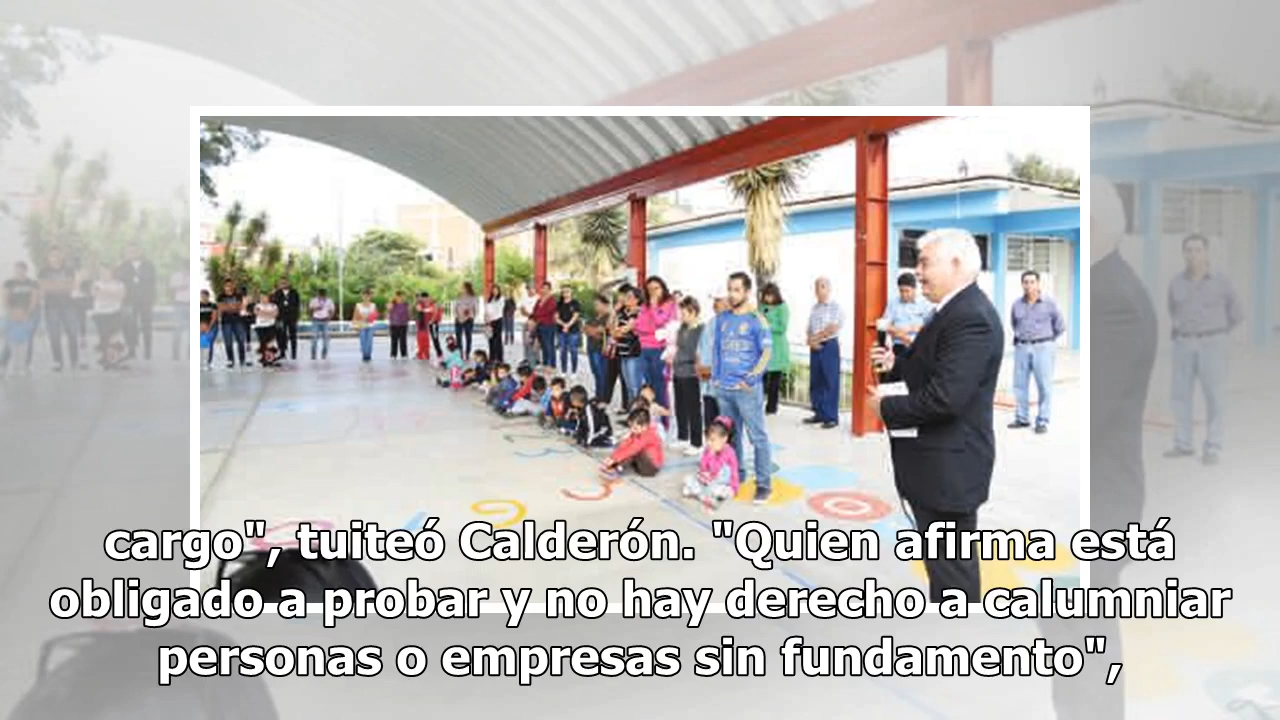 cargo", tuiteó Calderón. "Quien afirma está
obligado a probar y no hay derecho a calumniar
personas o empresas sin fundamento",